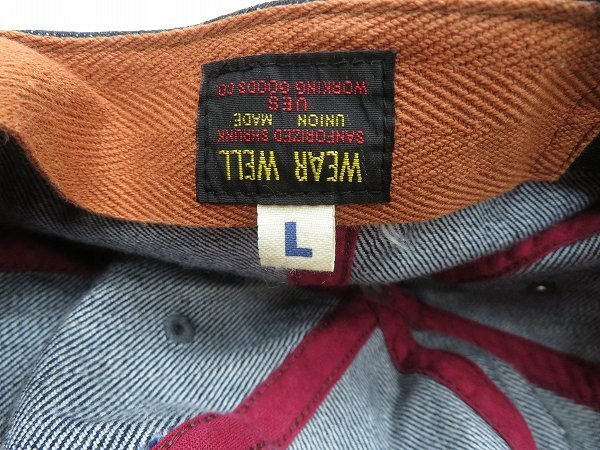 WEAR WELL
SANFORIZED SHRUNK
UNION MADE
UES
WORKING GOODS CO
L